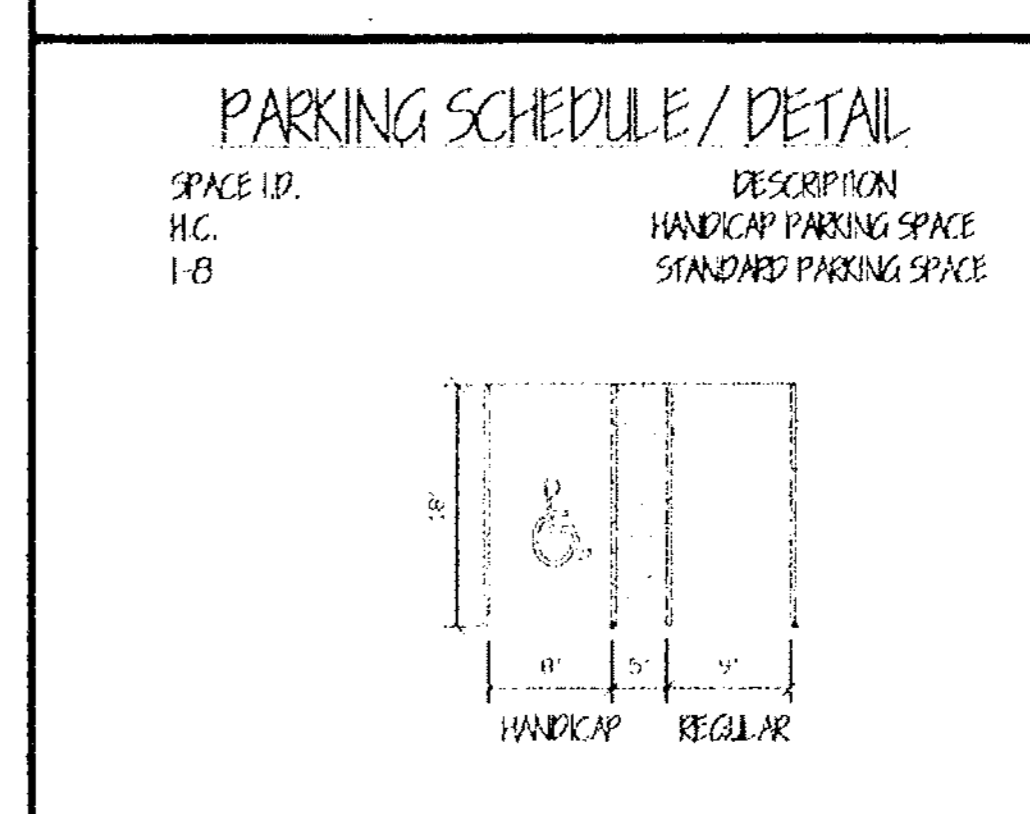 PARKING SCHEDULE / DETAIL
SPACE I.D. DESCRIPTION
H.C. HANDICAP PARKING SPACE
1-8 STANDARD PARKING SPACE
18'
8' 5' 9'
HANDICAP REGULAR